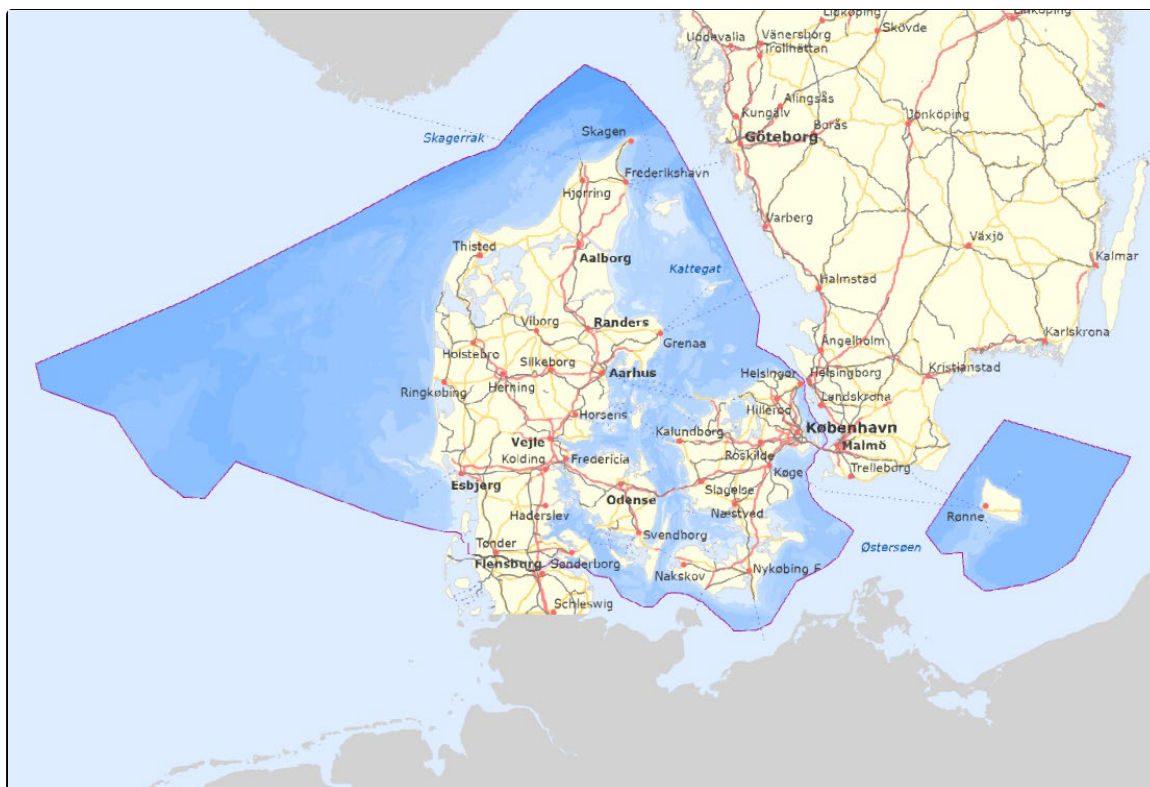 Lidköping
Linköping
Uddevalla
Vänersborg
Skövde
Trollhättan
Alingsås
Kungälv
Borås
Jönköping
Göteborg
Skagen
Skagerrak
Frederikshavn
Hjørring
Varberg
Växjö
Thisted
Aalborg
Kattegat
Kalmar
Halmstad
Viborg
Randers
Grenaa
Ängelholm
Karlskrona
Holstebro
Silkeborg
Aarhus
Helsingør
Helsingborg
Kristianstad
Ringkøbing
Herning
Hillerød
Landskrona
Horsens
København
Vejle
Kalundborg
Malmö
Kolding
Fredericia
Roskilde
Trelleborg
Esbjerg
Køge
Odense
Slagelse
Haderslev
Næstved
Rønne
Svendborg
Østersøen
Tønder
Flensburg
Sønderborg
Nakskov
Nykøbing F
Schleswig